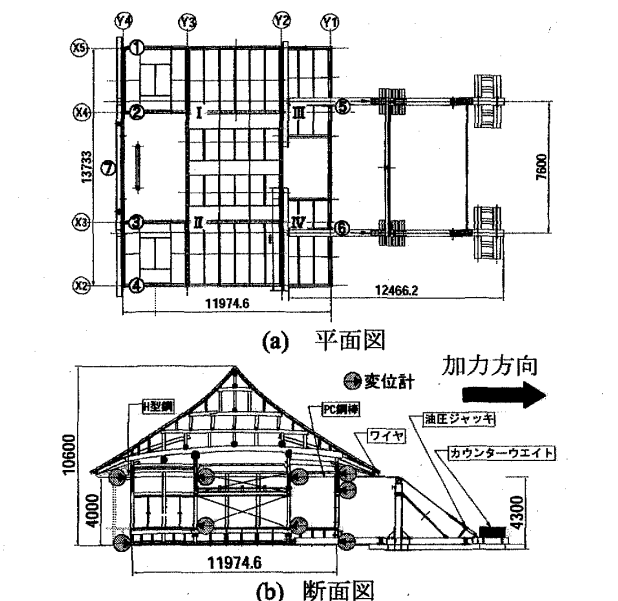 Y4 Y3 Y2 Y1
X5 ①
X4 ② I III ⑤
13733 ⑦ 7600
X3 ③ II IV ⑥
X2 ④
11974.6 12466.2
(a) 平面図
加力方向
変位計
H型鋼 PC鋼棒 油圧ジャッキ
ワイヤ カウンターウエイト
10600 4000 4300
11974.6
(b) 断面図